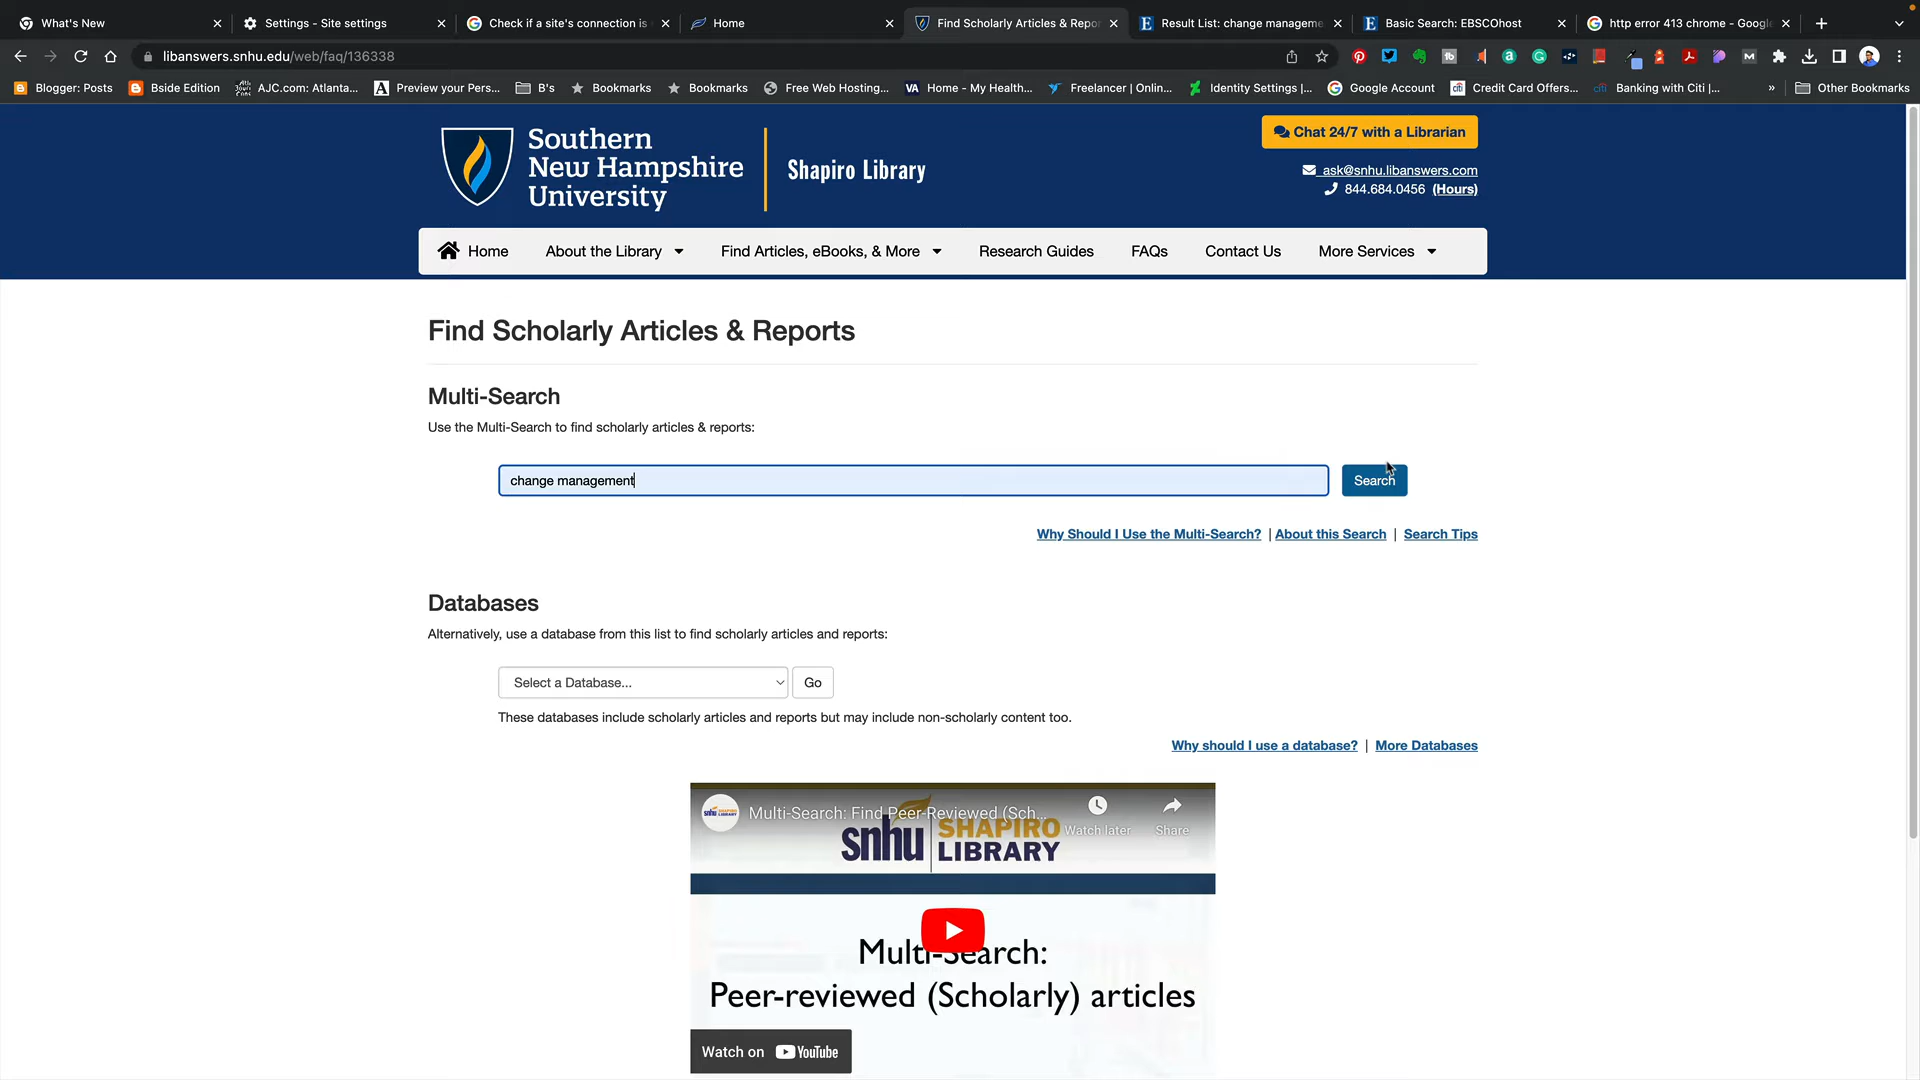 What's New
Settings - Site settings
Check if a site's connection is
Home
Find Scholarly Articles & Repor
Result List: change manageme
Basic Search: EBSCOhost
http error 413 chrome - Google
libanswers.snhu.edu/web/faq/136338
Blogger: Posts
Bside Edition
AJC.com: Atlanta...
Preview your Pers...
B's
Bookmarks
Bookmarks
Free Web Hosting...
Home - My Health...
Freelancer | Onlin...
Identity Settings |...
Google Account
Credit Card Offers...
Banking with Citi |...
»
Other Bookmarks
Southern
New Hampshire
University
Shapiro Library
Chat 24/7 with a Librarian
ask@snhu.libanswers.com
844.684.0456 (Hours)
Home
About the Library
Find Articles, eBooks, & More
Research Guides
FAQs
Contact Us
More Services
Find Scholarly Articles & Reports
Multi-Search
Use the Multi-Search to find scholarly articles & reports:
change management
Search
Why Should I Use the Multi-Search? | About this Search | Search Tips
Databases
Alternatively, use a database from this list to find scholarly articles and reports:
Select a Database...
Go
These databases include scholarly articles and reports but may include non-scholarly content too.
Why should I use a database? | More Databases
Multi-Search: Find Peer-Reviewed (Sch...
Watch later
Share
snhu SHAPIRO LIBRARY
Multi-Search:
Peer-reviewed (Scholarly) articles
Watch on YouTube